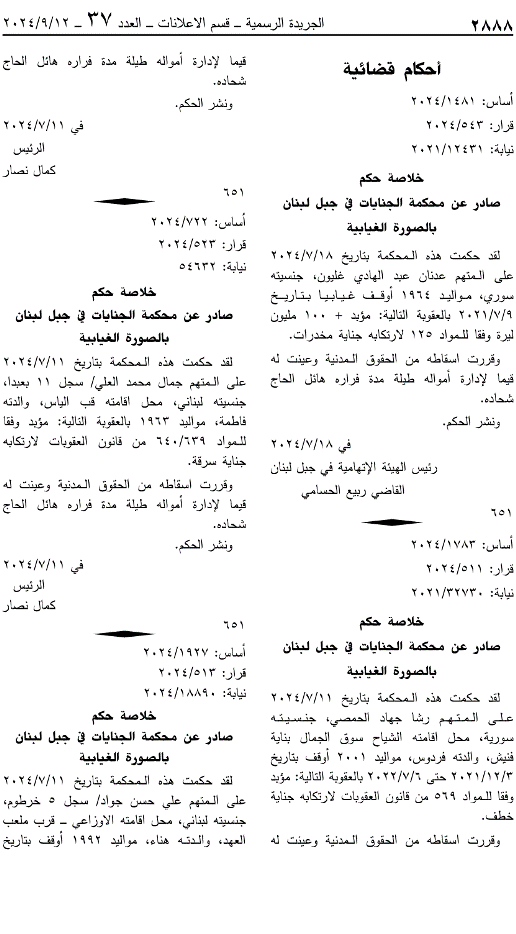 ٢٨٨٨
الجريدة الرسمية ــ قسم الاعلانات ــ العدد ٣٧ ــ ٢٠٢٤/٩/١٢
أحكام قضائية
أساس: ٢٠٢٤/١٤٨١
قرار: ٢٠٢٤/٥٤٣
نيابة: ٢٠٢١/١٢٤٣١
خلاصة حكم
صادر عن محكمة الجنايات في جبل لبنان
بالصورة الغيابية
لقد حكمت هذه المحكمة بتاريخ ٢٠٢٤/٧/١٨
على المتهم عدنان عبد الهادي غليون، جنسيته
سوري، مواليد ١٩٦٤ أوقف غيابيا بتاريخ
٢٠٢١/٧/٩ بالعقوبة التالية: مؤبد + ١٠٠ مليون
ليرة وفقا للمواد ١٢٥ لارتكابه جناية مخدرات.
وقررت اسقاطه من الحقوق المدنية وعينت له
قيما لإدارة أمواله طيلة مدة فراره هائل الحاج
شحاده.
ونشر الحكم.
في ٢٠٢٤/٧/١٨
رئيس الهيئة الإتهامية في جبل لبنان
القاضي ربيع الحسامي
٦٥١
أساس: ٢٠٢٤/١٧٨٣
قرار: ٢٠٢٤/٥١١
نيابة: ٢٠٢١/٣٢٧٣٠
خلاصة حكم
صادر عن محكمة الجنايات في جبل لبنان
بالصورة الغيابية
لقد حكمت هذه المحكمة بتاريخ ٢٠٢٤/٧/١١
على المتهم رشا جهاد الحمصي، جنسيته
سورية، محل اقامته الشياح سوق الجمال بناية
فنيش، والدته فردوس، مواليد ٢٠٠١ أوقف بتاريخ
٢٠٢١/١٢/٣ حتى ٢٠٢٢/٧/٦ بالعقوبة التالية: مؤبد
وفقا للمواد ٥٦٩ من قانون العقوبات لارتكابه جناية
خطف.
وقررت اسقاطه من الحقوق المدنية وعينت له
قيما لإدارة أمواله طيلة مدة فراره هائل الحاج
شحاده.
ونشر الحكم.
في ٢٠٢٤/٧/١١
الرئيس
كمال نصار
٦٥١
أساس: ٢٠٢٤/٧٢٢
قرار: ٢٠٢٤/٥٢٣
نيابة: ٥٤٦٣٢
خلاصة حكم
صادر عن محكمة الجنايات في جبل لبنان
بالصورة الغيابية
لقد حكمت هذه المحكمة بتاريخ ٢٠٢٤/٧/١١
على المتهم جمال محمد العلي/ سجل ١١ بعبدا،
جنسيته لبناني، محل اقامته قب الياس، والدته
فاطمة، مواليد ١٩٦٣ بالعقوبة التالية: مؤبد وفقا
للمواد ٦٤٠/٦٣٩ من قانون العقوبات لارتكابه
جناية سرقة.
وقررت اسقاطه من الحقوق المدنية وعينت له
قيما لإدارة أمواله طيلة مدة فراره هائل الحاج
شحاده.
ونشر الحكم.
في ٢٠٢٤/٧/١١
الرئيس
كمال نصار
٦٥١
أساس: ٢٠٢٤/١٩٢٧
قرار: ٢٠٢٤/٥١٣
نيابة: ٢٠٢٤/١٨٨٩٠
خلاصة حكم
صادر عن محكمة الجنايات في جبل لبنان
بالصورة الغيابية
لقد حكمت هذه المحكمة بتاريخ ٢٠٢٤/٧/١١
على المتهم علي حسن جواد/ سجل ٥ خرطوم،
جنسيته لبناني، محل اقامته الاوزاعي ــ قرب ملعب
العهد، والدته هناء، مواليد ١٩٩٢ أوقف بتاريخ